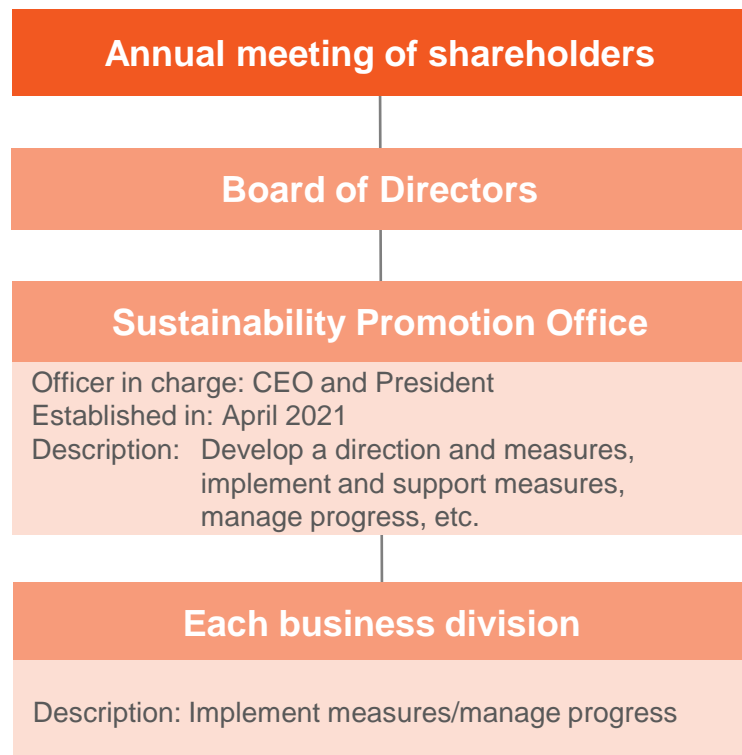 Annual meeting of shareholders
Board of Directors
Sustainability Promotion Office
Officer in charge: CEO and President
Established in: April 2021
Description: Develop a direction and measures,
implement and support measures,
manage progress, etc.
Each business division
Description: Implement measures/manage progress